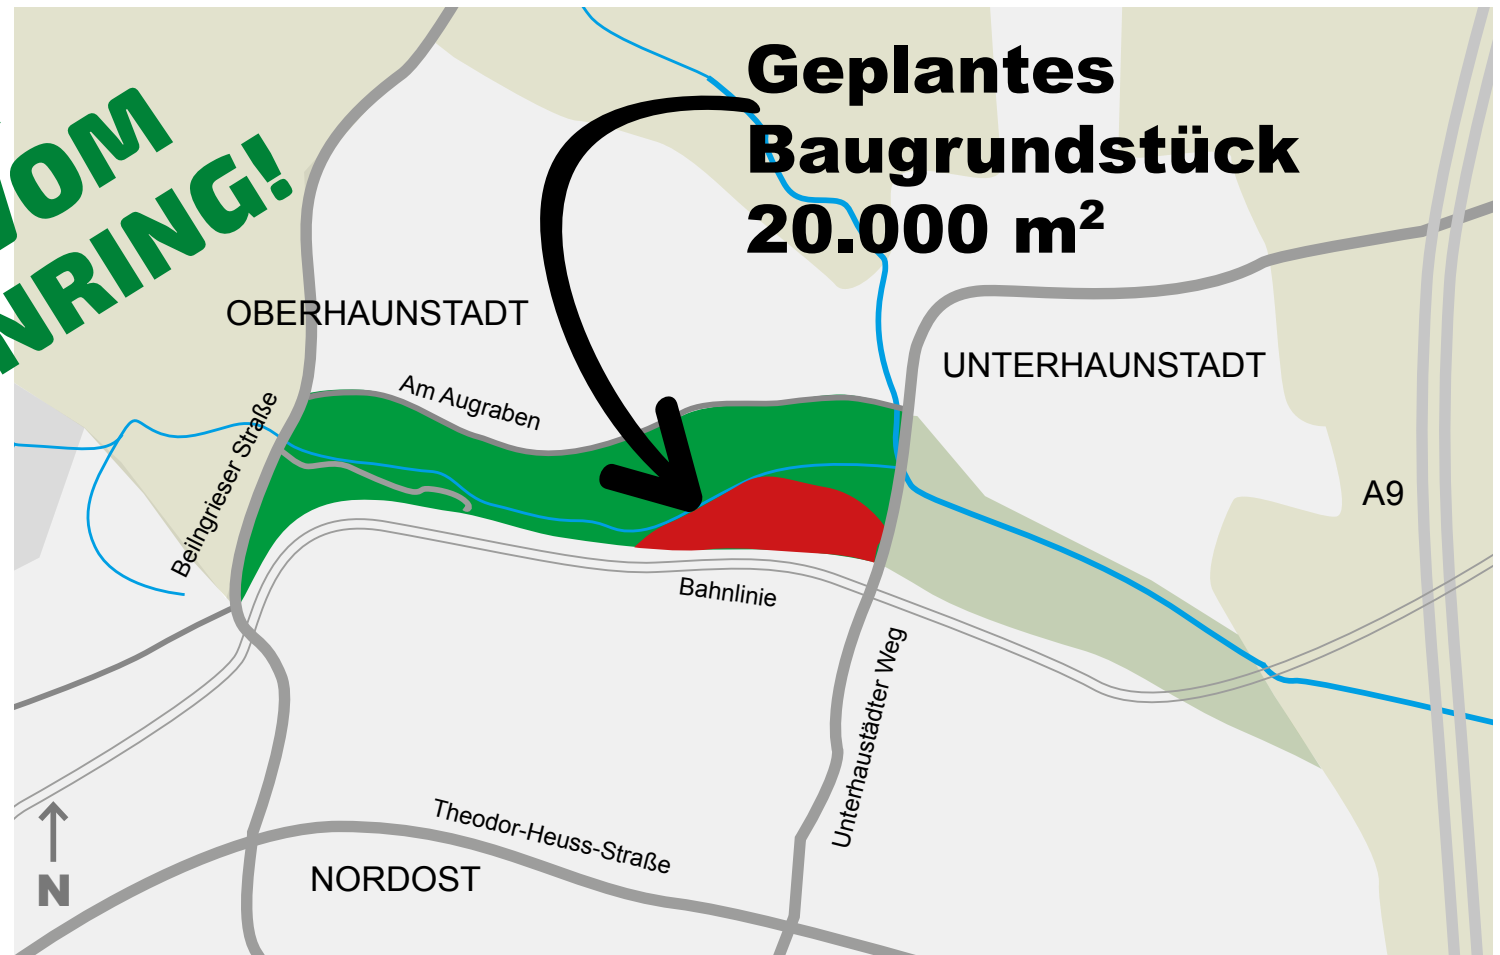 VOM
NRING!
Geplantes
Baugrundstück
20.000 m²
OBERHAUNSTADT
UNTERHAUNSTADT
Am Augraben
Beilngrieser Straße
A9
Bahnlinie
Unterhaustädter Weg
Theodor-Heuss-Straße
NORDOST
N